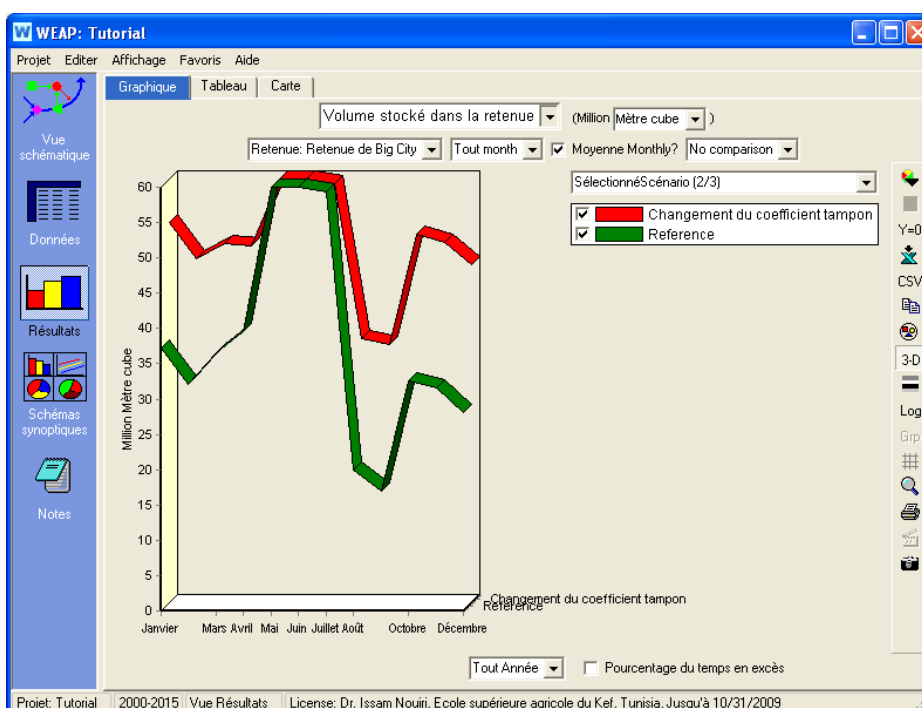 WEAP: Tutorial
Projet Editer Affichage Favoris Aide
Graphique Tableau Carte
Vue
schématique
Données
Résultats
Schémas
synoptiques
Notes
Volume stocké dans la retenue (Million Mètre cube )
Retenue: Retenue de Big City Tout month Moyenne Monthly? No comparison
SélectionnéScénario (2/3)
Changement du coefficient tampon
Reference
Million Mètre cube
60
55
50
45
40
35
30
25
20
15
10
5
0
Janvier Mars Avril Mai Juin Juillet Août Octobre Décembre
Changement du coefficient tampon
Reference
Y=0
CSV
3-D
Log
Grp
Tout Année Pourcentage du temps en excès
Projet: Tutorial 2000-2015 Vue Résultats License: Dr. Issam Nouiri, Ecole supérieure agricole du Kef, Tunisia, Jusqu'à 10/31/2009